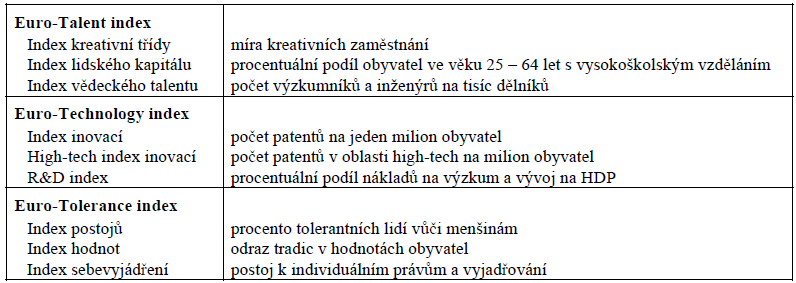 Euro-Talent index
Index kreativní třídy míra kreativních zaměstnání
Index lidského kapitálu procentuální podíl obyvatel ve věku 25 – 64 let s vysokoškolským vzděláním
Index vědeckého talentu počet výzkumníků a inženýrů na tisíc dělníků
Euro-Technology index
Index inovací počet patentů na jeden milion obyvatel
High-tech index inovací počet patentů v oblasti high-tech na milion obyvatel
R&D index procentuální podíl nákladů na výzkum a vývoj na HDP
Euro-Tolerance index
Index postojů procento tolerantních lidí vůči menšinám
Index hodnot odraz tradic v hodnotách obyvatel
Index sebevyjádření postoj k individuálním právům a vyjadřování